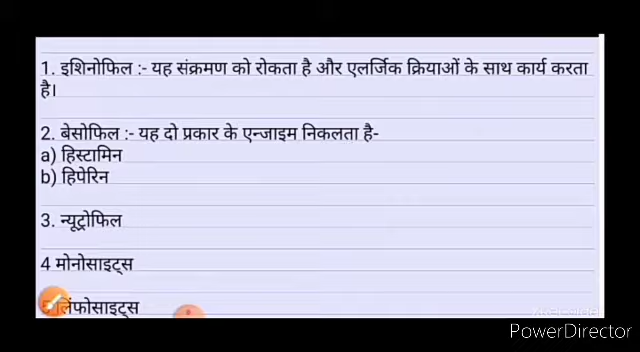 1. इशिनोफिल :- यह संक्रमण को रोकता है और एलर्जिक क्रियाओं के साथ कार्य करता
है।
2. बेसोफिल :- यह दो प्रकार के एन्जाइम निकलता है-
a) हिस्टामिन
b) हिपेरिन
3. न्यूट्रोफिल
4 मोनोसाइट्स
लिंफोसाइट्स
PowerDirector